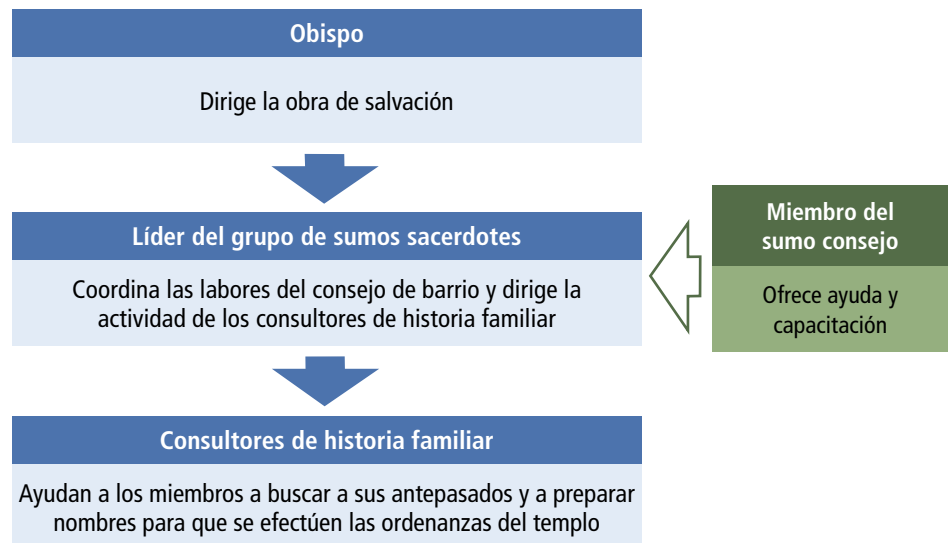 Obispo
Dirige la obra de salvación
Líder del grupo de sumos sacerdotes
Coordina las labores del consejo de barrio y dirige la
actividad de los consultores de historia familiar
Miembro del
sumo consejo
Ofrece ayuda y
capacitación
Consultores de historia familiar
Ayudan a los miembros a buscar a sus antepasados y a preparar
nombres para que se efectúen las ordenanzas del templo